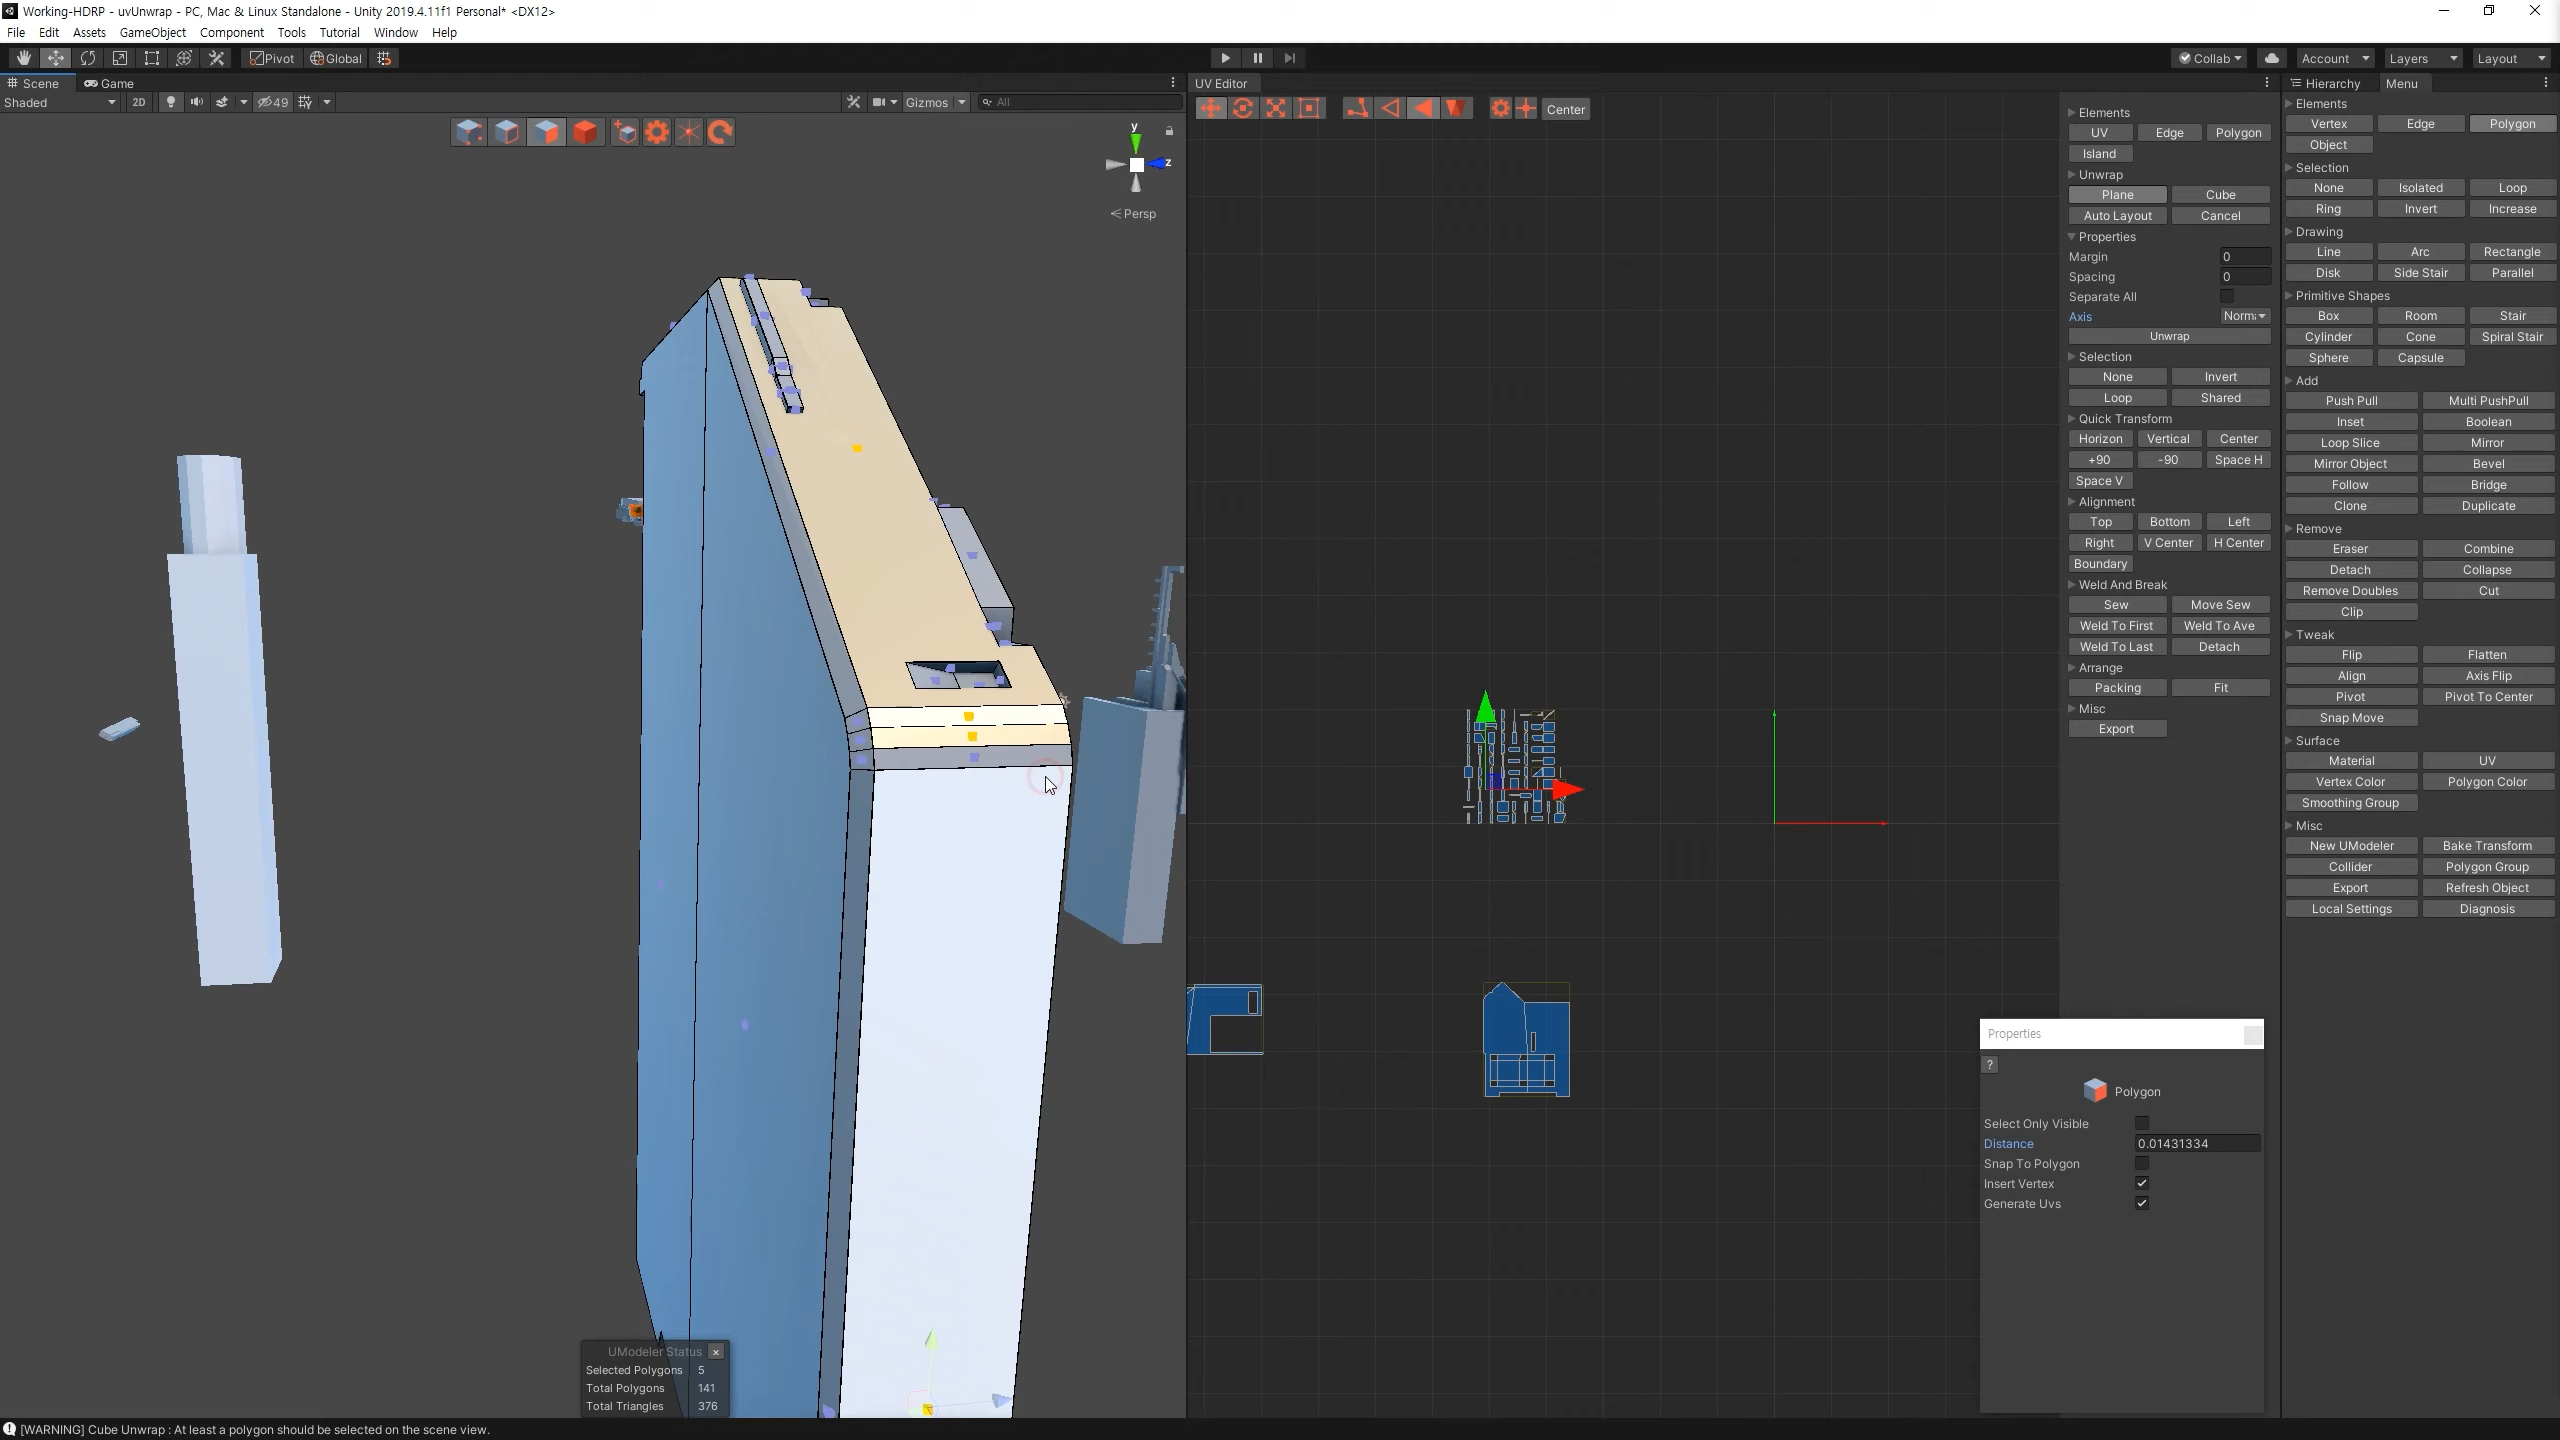 Working-HDRP - uvUnwrap - PC, Mac & Linux Standalone - Unity 2019.4.11f1 Personal* <DX12>
File Edit Assets GameObject Component Tools Tutorial Window Help
Pivot Global Collab Account Layers Layout
Scene Game
Shaded 2D 49 Gizmos All
y
z
Persp
UModeler Status
Selected Polygons 5
Total Polygons 141
Total Triangles 376
UV Editor
Center
Elements
UV Edge Polygon
Island
Unwrap
Plane Cube
Auto Layout Cancel
Properties
Margin 0
Spacing 0
Separate All
Axis Norm
Unwrap
Selection
None Invert
Loop Shared
Quick Transform
Horizon Vertical Center
+90 -90 Space H
Space V
Alignment
Top Bottom Left
Right V Center H Center
Boundary
Weld And Break
Sew Move Sew
Weld To First Weld To Ave
Weld To Last Detach
Arrange
Packing Fit
Misc
Export
Properties
?
Polygon
Select Only Visible
Distance 0.01431334
Snap To Polygon
Insert Vertex
Generate Uvs
Hierarchy Menu
Elements
Vertex Edge Polygon
Object
Selection
None Isolated Loop
Ring Invert Increase
Drawing
Line Arc Rectangle
Disk Side Stair Parallel
Primitive Shapes
Box Room Stair
Cylinder Cone Spiral Stair
Sphere Capsule
Add
Push Pull Multi PushPull
Inset Boolean
Loop Slice Mirror
Mirror Object Bevel
Follow Bridge
Clone Duplicate
Remove
Eraser Combine
Detach Collapse
Remove Doubles Cut
Clip
Tweak
Flip Flatten
Align Axis Flip
Pivot Pivot To Center
Snap Move
Surface
Material UV
Vertex Color Polygon Color
Smoothing Group
Misc
New UModeler Bake Transform
Collider Polygon Group
Export Refresh Object
Local Settings Diagnosis
[WARNING] Cube Unwrap : At least a polygon should be selected on the scene view.